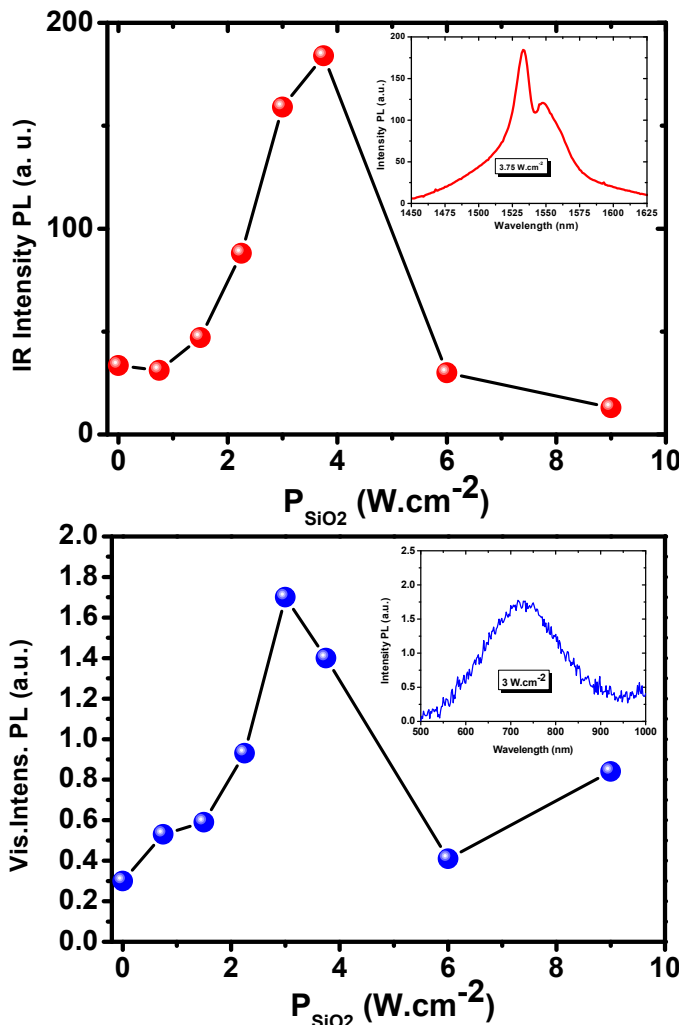 IR Intensity PL (a. u.)
200
100
0
0 2 4 6 8 10
P_SiO2 (W.cm^-2)
Intensity PL (a.u.)
200
150
100
50
0
3.75 W.cm^-2
1450 1475 1500 1525 1550 1575 1600 1625
Wavelength (nm)
Vis.Intens. PL (a.u.)
2.0
1.8
1.6
1.4
1.2
1.0
0.8
0.6
0.4
0.2
0.0
0 2 4 6 8 10
P_SiO2 (W.cm^-2)
Intensity PL (a.u.)
2.5
2.0
1.5
1.0
0.5
0.0
3 W.cm^-2
500 600 700 800 900 1000
Wavelength (nm)